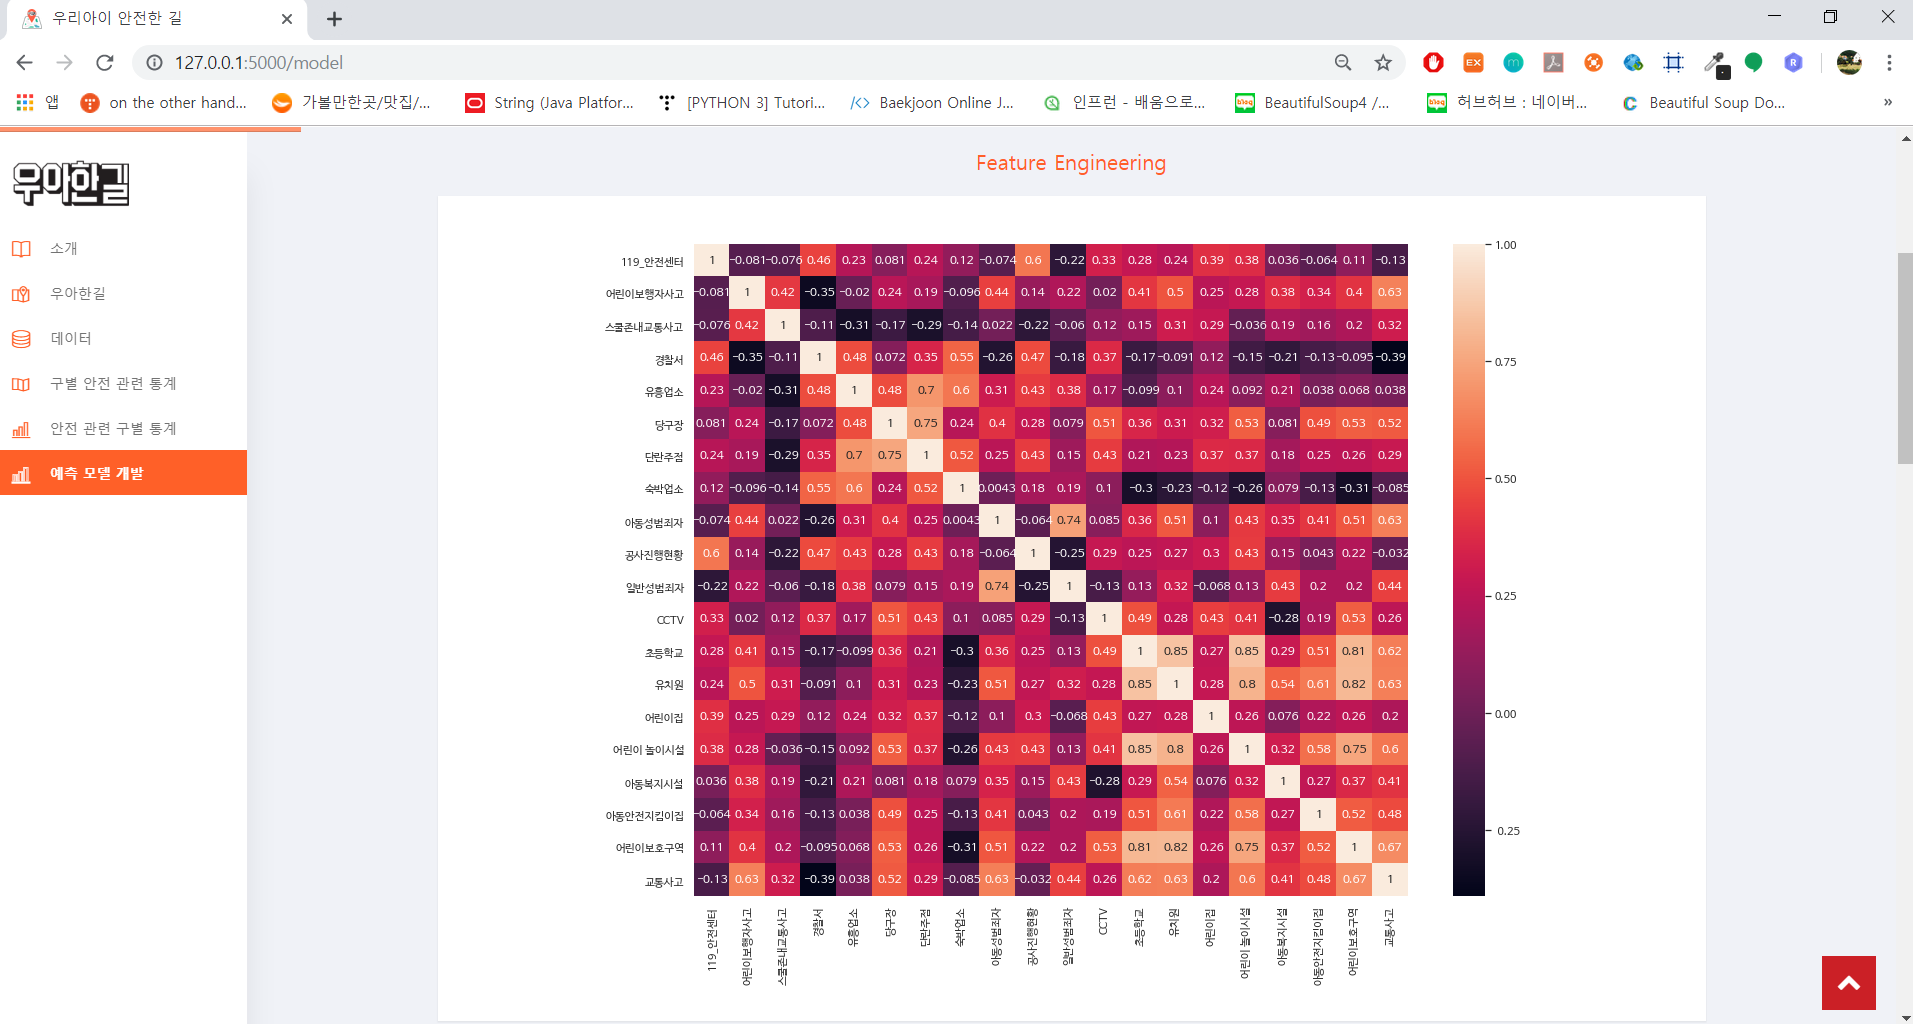 우리아이 안전한 길
127.0.0.1:5000/model
앱 on the other hand... 가볼만한곳/맛집/... String (Java Platfor... [PYTHON 3] Tutori... Baekjoon Online J... 인프런 - 배움으로... BeautifulSoup4 /... 허브허브 : 네이버... Beautiful Soup Do... »
우아한길
소개
우아한길
데이터
구별 안전 관련 통계
안전 관련 구별 통계
예측 모델 개발
Feature Engineering
119_안전센터 1 −0.081 −0.076 0.46 0.23 0.081 0.24 0.12 −0.074 0.6 −0.22 0.33 0.28 0.24 0.39 0.38 0.036 −0.064 0.11 −0.13
어린이보행자사고 −0.081 1 0.42 −0.35 −0.02 0.24 0.19 −0.096 0.44 0.14 0.22 0.02 0.41 0.5 0.25 0.28 0.38 0.34 0.4 0.63
스쿨존내교통사고 −0.076 0.42 1 −0.11 −0.31 −0.17 −0.29 −0.14 0.022 −0.22 −0.06 0.12 0.15 0.31 0.29 −0.036 0.19 0.16 0.2 0.32
경찰서 0.46 −0.35 −0.11 1 0.48 0.072 0.35 0.55 −0.26 0.47 −0.18 0.37 −0.17 −0.091 0.12 −0.15 −0.21 −0.13 −0.095 −0.39
유흥업소 0.23 −0.02 −0.31 0.48 1 0.48 0.7 0.6 0.31 0.43 0.38 0.17 −0.099 0.1 0.24 0.092 0.21 0.038 0.068 0.038
당구장 0.081 0.24 −0.17 0.072 0.48 1 0.75 0.24 0.4 0.28 0.079 0.51 0.36 0.31 0.32 0.53 0.081 0.49 0.53 0.52
단란주점 0.24 0.19 −0.29 0.35 0.7 0.75 1 0.52 0.25 0.43 0.15 0.43 0.21 0.23 0.37 0.37 0.18 0.25 0.26 0.29
숙박업소 0.12 −0.096 −0.14 0.55 0.6 0.24 0.52 1 0.0043 0.18 0.19 0.1 −0.3 −0.23 −0.12 −0.26 0.079 −0.13 −0.31 −0.085
아동성범죄자 −0.074 0.44 0.022 −0.26 0.31 0.4 0.25 0.0043 1 −0.064 0.74 0.085 0.36 0.51 0.1 0.43 0.35 0.41 0.51 0.63
공사진행현황 0.6 0.14 −0.22 0.47 0.43 0.28 0.43 0.18 −0.064 1 −0.25 0.29 0.25 0.27 0.3 0.43 0.15 0.043 0.22 −0.032
일반성범죄자 −0.22 0.22 −0.06 −0.18 0.38 0.079 0.15 0.19 0.74 −0.25 1 −0.13 0.13 0.32 −0.068 0.13 0.43 0.2 0.2 0.44
CCTV 0.33 0.02 0.12 0.37 0.17 0.51 0.43 0.1 0.085 0.29 −0.13 1 0.49 0.28 0.43 0.41 −0.28 0.19 0.53 0.26
초등학교 0.28 0.41 0.15 −0.17 −0.099 0.36 0.21 −0.3 0.36 0.25 0.13 0.49 1 0.85 0.27 0.85 0.29 0.51 0.81 0.62
유치원 0.24 0.5 0.31 −0.091 0.1 0.31 0.23 −0.23 0.51 0.27 0.32 0.28 0.85 1 0.28 0.8 0.54 0.61 0.82 0.63
어린이집 0.39 0.25 0.29 0.12 0.24 0.32 0.37 −0.12 0.1 0.3 −0.068 0.43 0.27 0.28 1 0.26 0.076 0.22 0.26 0.2
어린이 놀이시설 0.38 0.28 −0.036 −0.15 0.092 0.53 0.37 −0.26 0.43 0.43 0.13 0.41 0.85 0.8 0.26 1 0.32 0.58 0.75 0.6
아동복지시설 0.036 0.38 0.19 −0.21 0.21 0.081 0.18 0.079 0.35 0.15 0.43 −0.28 0.29 0.54 0.076 0.32 1 0.27 0.37 0.41
아동안전지킴이집 −0.064 0.34 0.16 −0.13 0.038 0.49 0.25 −0.13 0.41 0.043 0.2 0.19 0.51 0.61 0.22 0.58 0.27 1 0.52 0.48
어린이보호구역 0.11 0.4 0.2 −0.095 0.068 0.53 0.26 −0.31 0.51 0.22 0.2 0.53 0.81 0.82 0.26 0.75 0.37 0.52 1 0.67
교통사고 −0.13 0.63 0.32 −0.39 0.038 0.52 0.29 −0.085 0.63 −0.032 0.44 0.26 0.62 0.63 0.2 0.6 0.41 0.48 0.67 1
119_안전센터 어린이보행자사고 스쿨존내교통사고 경찰서 유흥업소 당구장 단란주점 숙박업소 아동성범죄자 공사진행현황 일반성범죄자 CCTV 초등학교 유치원 어린이집 어린이 놀이시설 아동복지시설 아동안전지킴이집 어린이보호구역 교통사고
1.00
0.75
0.50
0.25
0.00
0.25